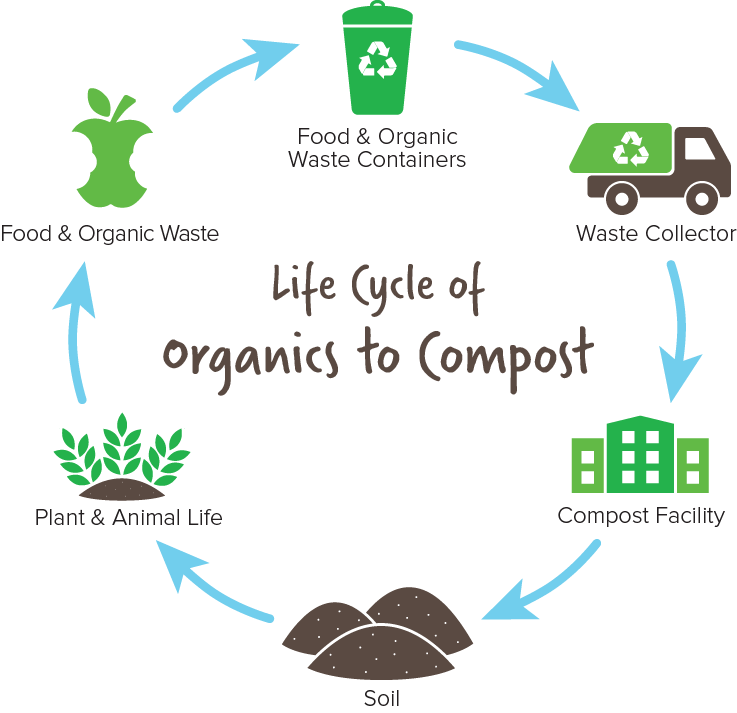 Food & Organic
Waste Containers
Food & Organic Waste
Waste Collector
Life Cycle of
Organics to Compost
Plant & Animal Life
Compost Facility
Soil